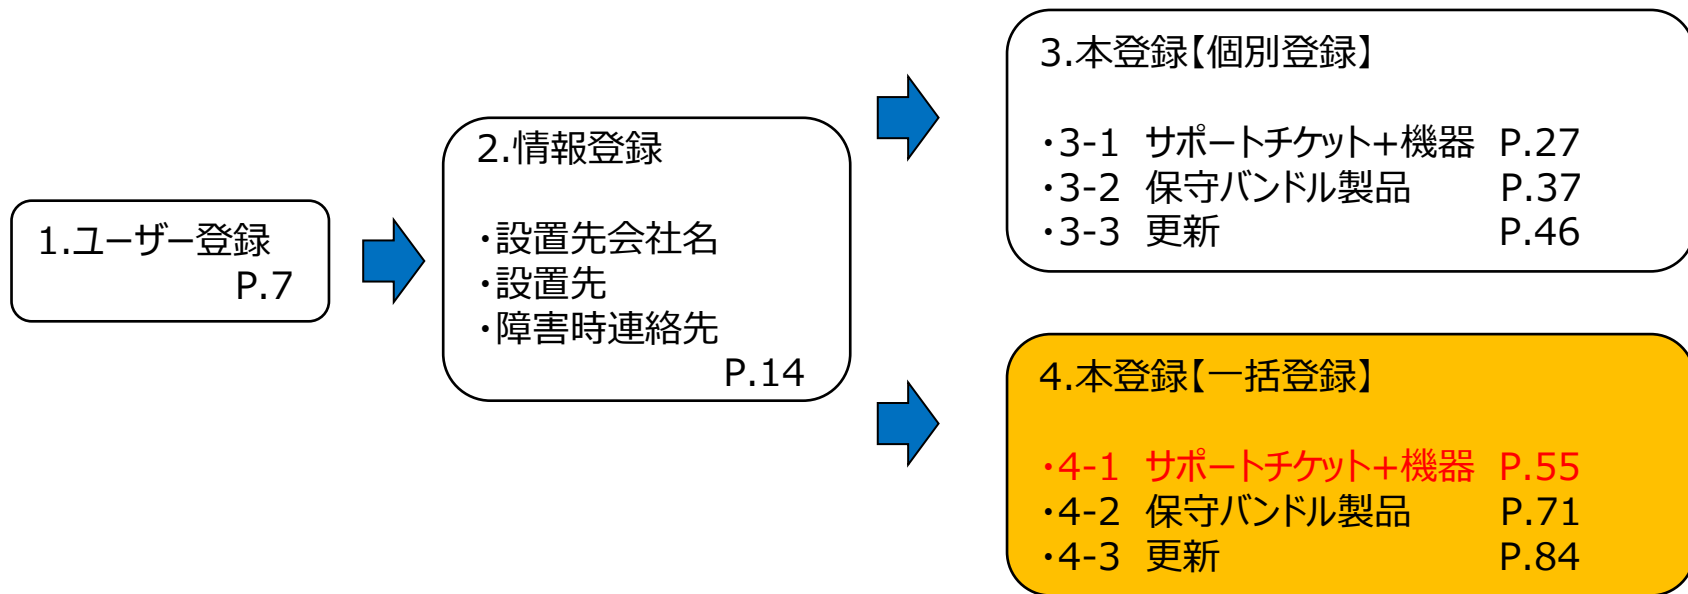 1.ユーザー登録
P.7
2.情報登録
・設置先会社名
・設置先
・障害時連絡先
P.14
3.本登録【個別登録】
・3-1 サポートチケット+機器 P.27
・3-2 保守バンドル製品 P.37
・3-3 更新 P.46
4.本登録【一括登録】
・4-1 サポートチケット+機器 P.55
・4-2 保守バンドル製品 P.71
・4-3 更新 P.84